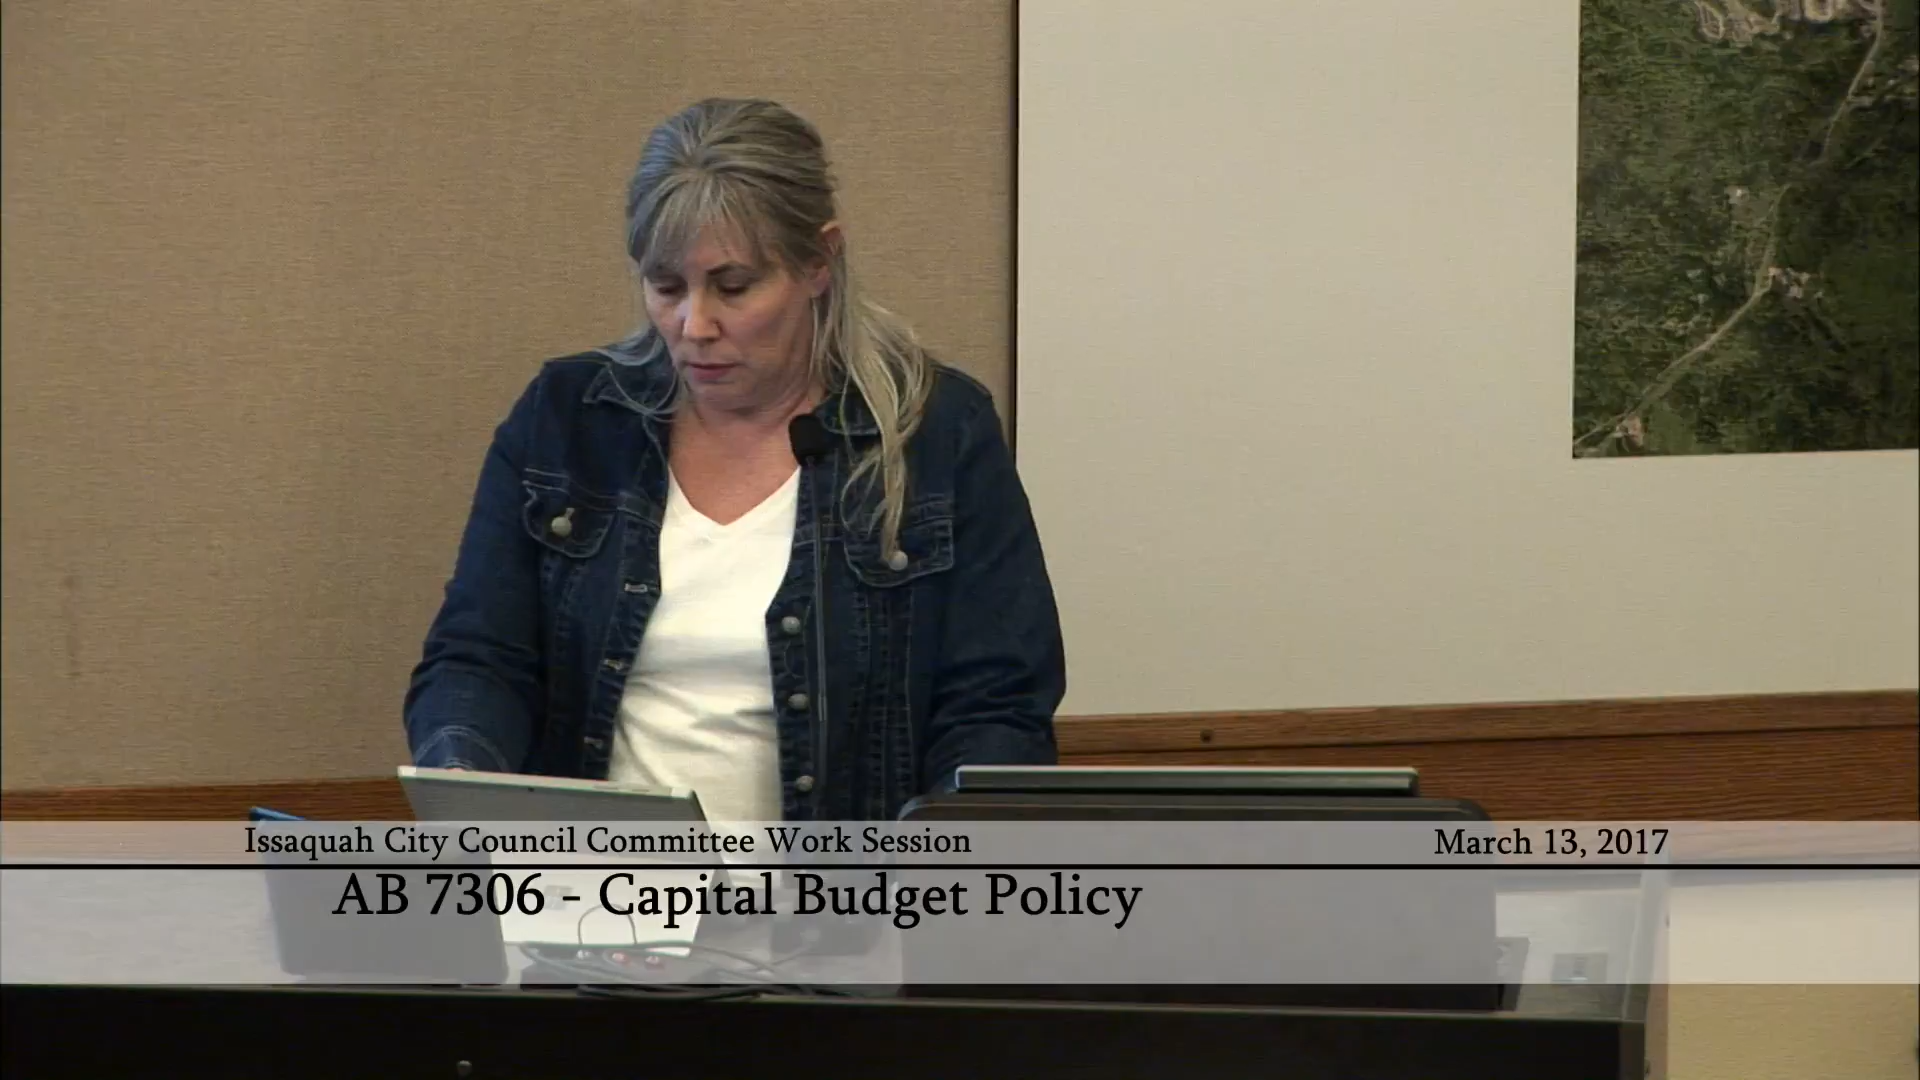 Issaquah City Council Committee Work Session
March 13, 2017
AB 7306 - Capital Budget Policy